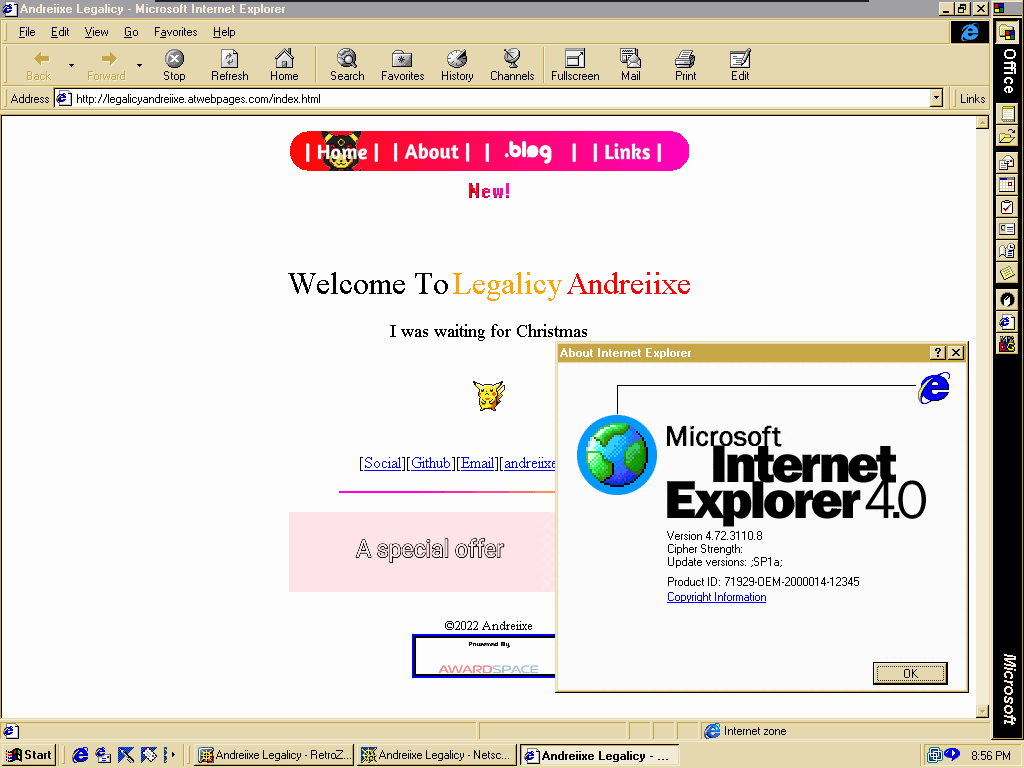 Andreiixe Legalicy - Microsoft Internet Explorer
File Edit View Go Favorites Help
Back Forward Stop Refresh Home Search Favorites History Channels Fullscreen Mail Print Edit
Address http://legalicyandreiixe.atwebpages.com/index.html Links
Office
| Home | | About | | .blog | | Links |
New!
Welcome To Legalicy Andreiixe
I was waiting for Christmas
[Social][Github][Email][andreiixe
A special offer
©2022 Andreiixe
Powered By
AWARDSPACE
About Internet Explorer
Microsoft
Internet
Explorer 4.0
Version 4.72.3110.8
Cipher Strength:
Update versions: ;SP1a;
Product ID: 71929-OEM-2000014-12345
Copyright Information
OK
Microsoft
Internet zone
Start Andreiixe Legalicy - RetroZ... Andreiixe Legalicy - Netsc... Andreiixe Legalicy - ... 8:56 PM